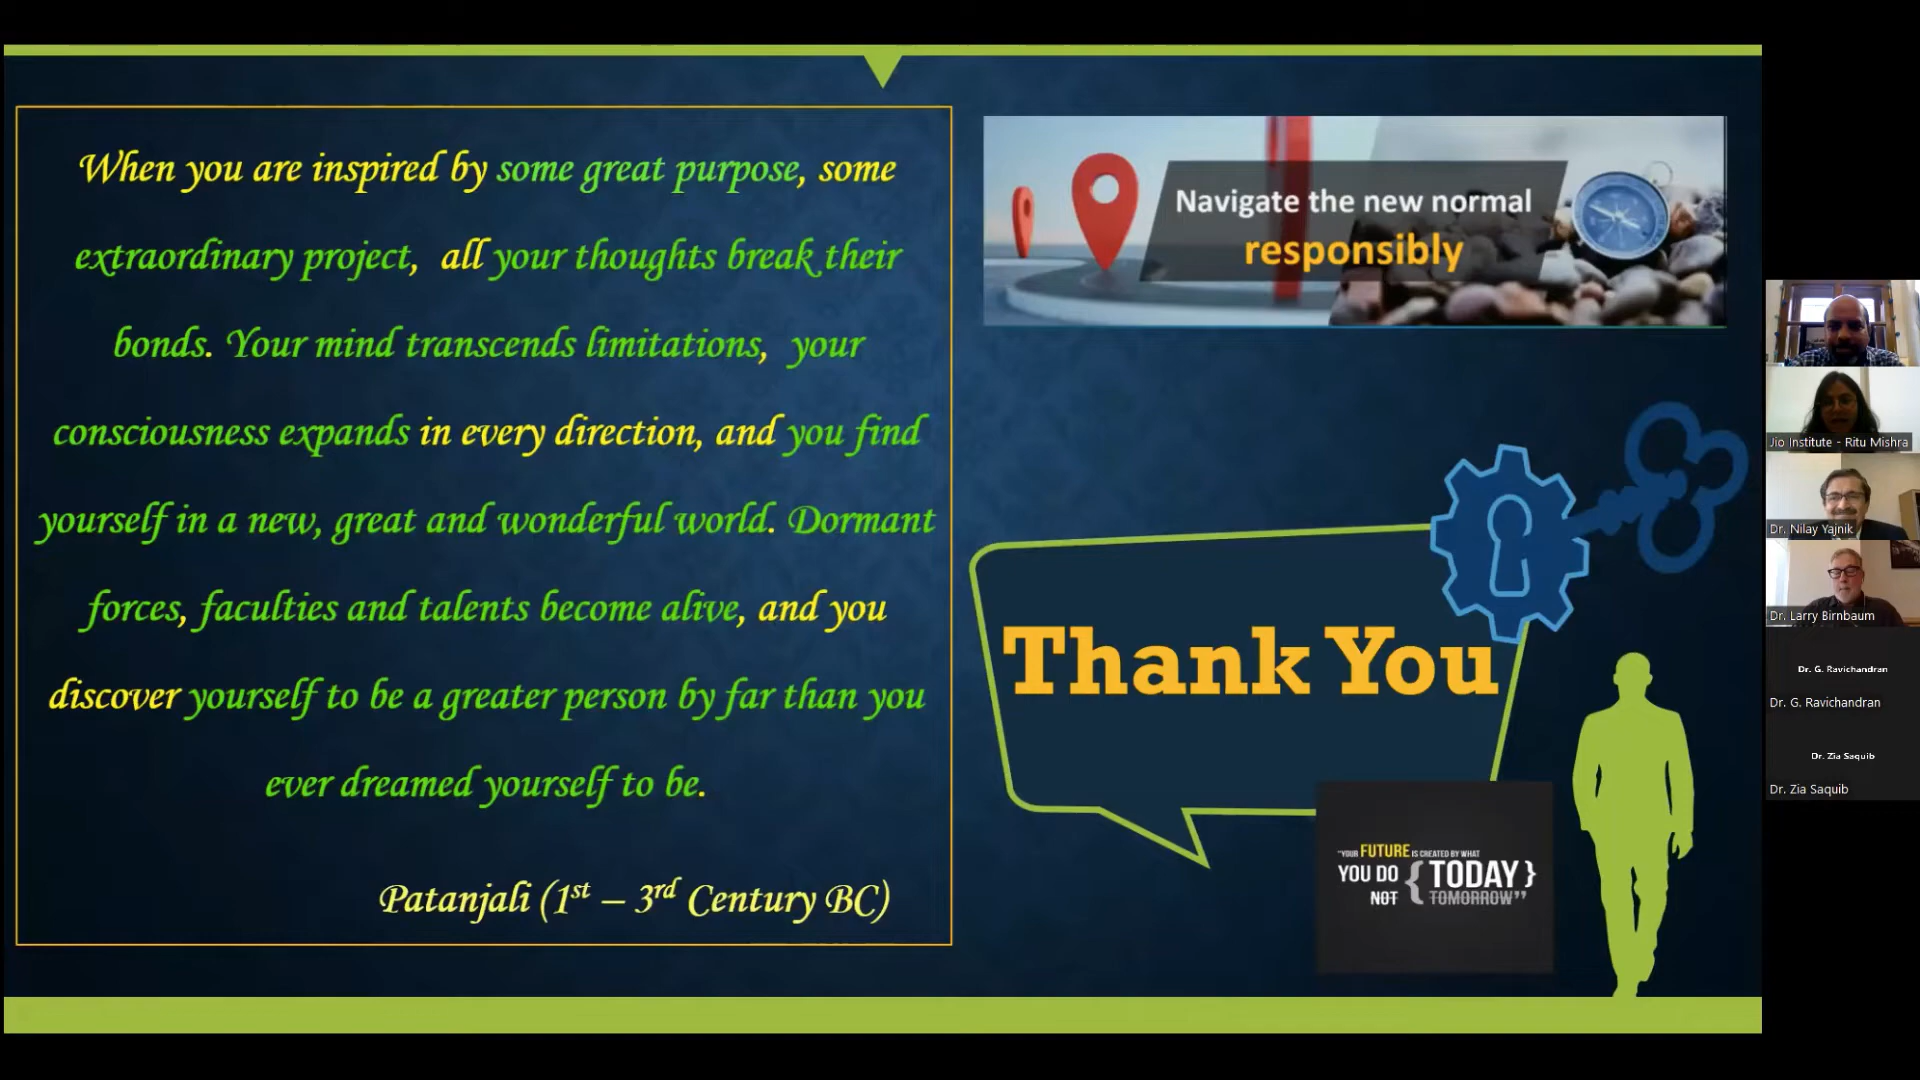 When you are inspired by some great purpose, some
extraordinary project, all your thoughts break their
bonds. Your mind transcends limitations, your
consciousness expands in every direction, and you find
yourself in a new, great and wonderful world. Dormant
forces, faculties and talents become alive, and you
discover yourself to be a greater person by far than you
ever dreamed yourself to be.
Patanjali (1st – 3rd Century BC)
Navigate the new normal
responsibly
Thank You
"YOUR FUTURE IS CREATED BY WHAT
YOU DO { TODAY }
NOT TOMORROW"
Jio Institute - Ritu Mishra
Dr. Nilay Yajnik
Dr. Larry Birnbaum
Dr. G. Ravichandran
Dr. G. Ravichandran
Dr. Zia Saquib
Dr. Zia Saquib